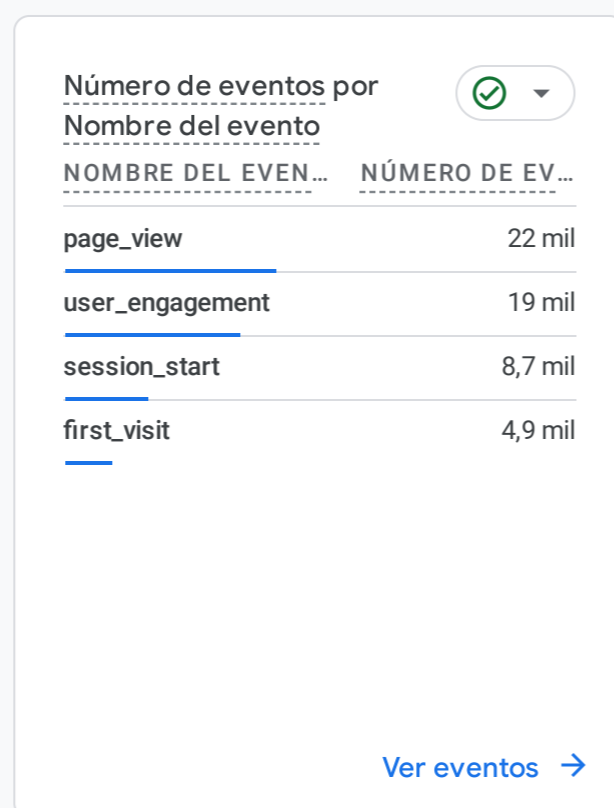 Número de eventos por
Nombre del evento
NOMBRE DEL EVEN… NÚMERO DE EV…
page_view 22 mil
user_engagement 19 mil
session_start 8,7 mil
first_visit 4,9 mil
Ver eventos